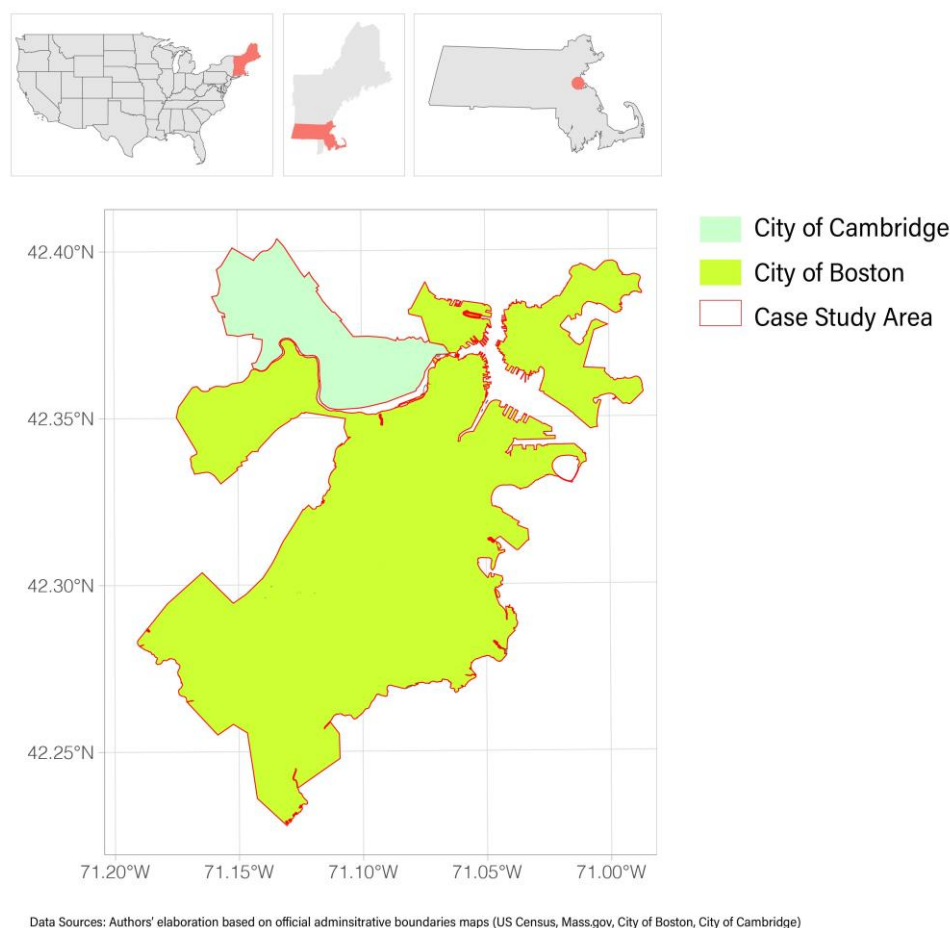 City of Cambridge
City of Boston
Case Study Area
42.40°N
42.35°N
42.30°N
42.25°N
71.20°W 71.15°W 71.10°W 71.05°W 71.00°W
Data Sources: Authors' elaboration based on official adminsitrative boundaries maps (US Census, Mass.gov, City of Boston, City of Cambridge)